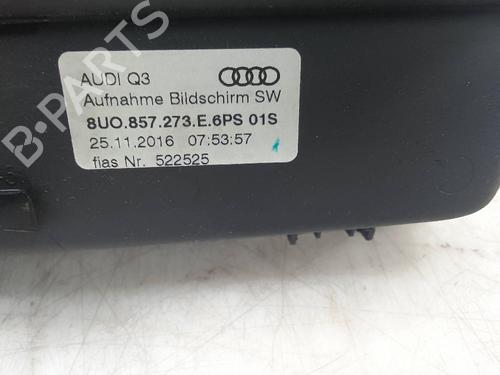 AUDI Q3
Aufnahme Bildschirm SW
8UO.857.273.E.6PS 01S
25.11.2016 07:53:57
fias Nr. 522525
B-PARTS